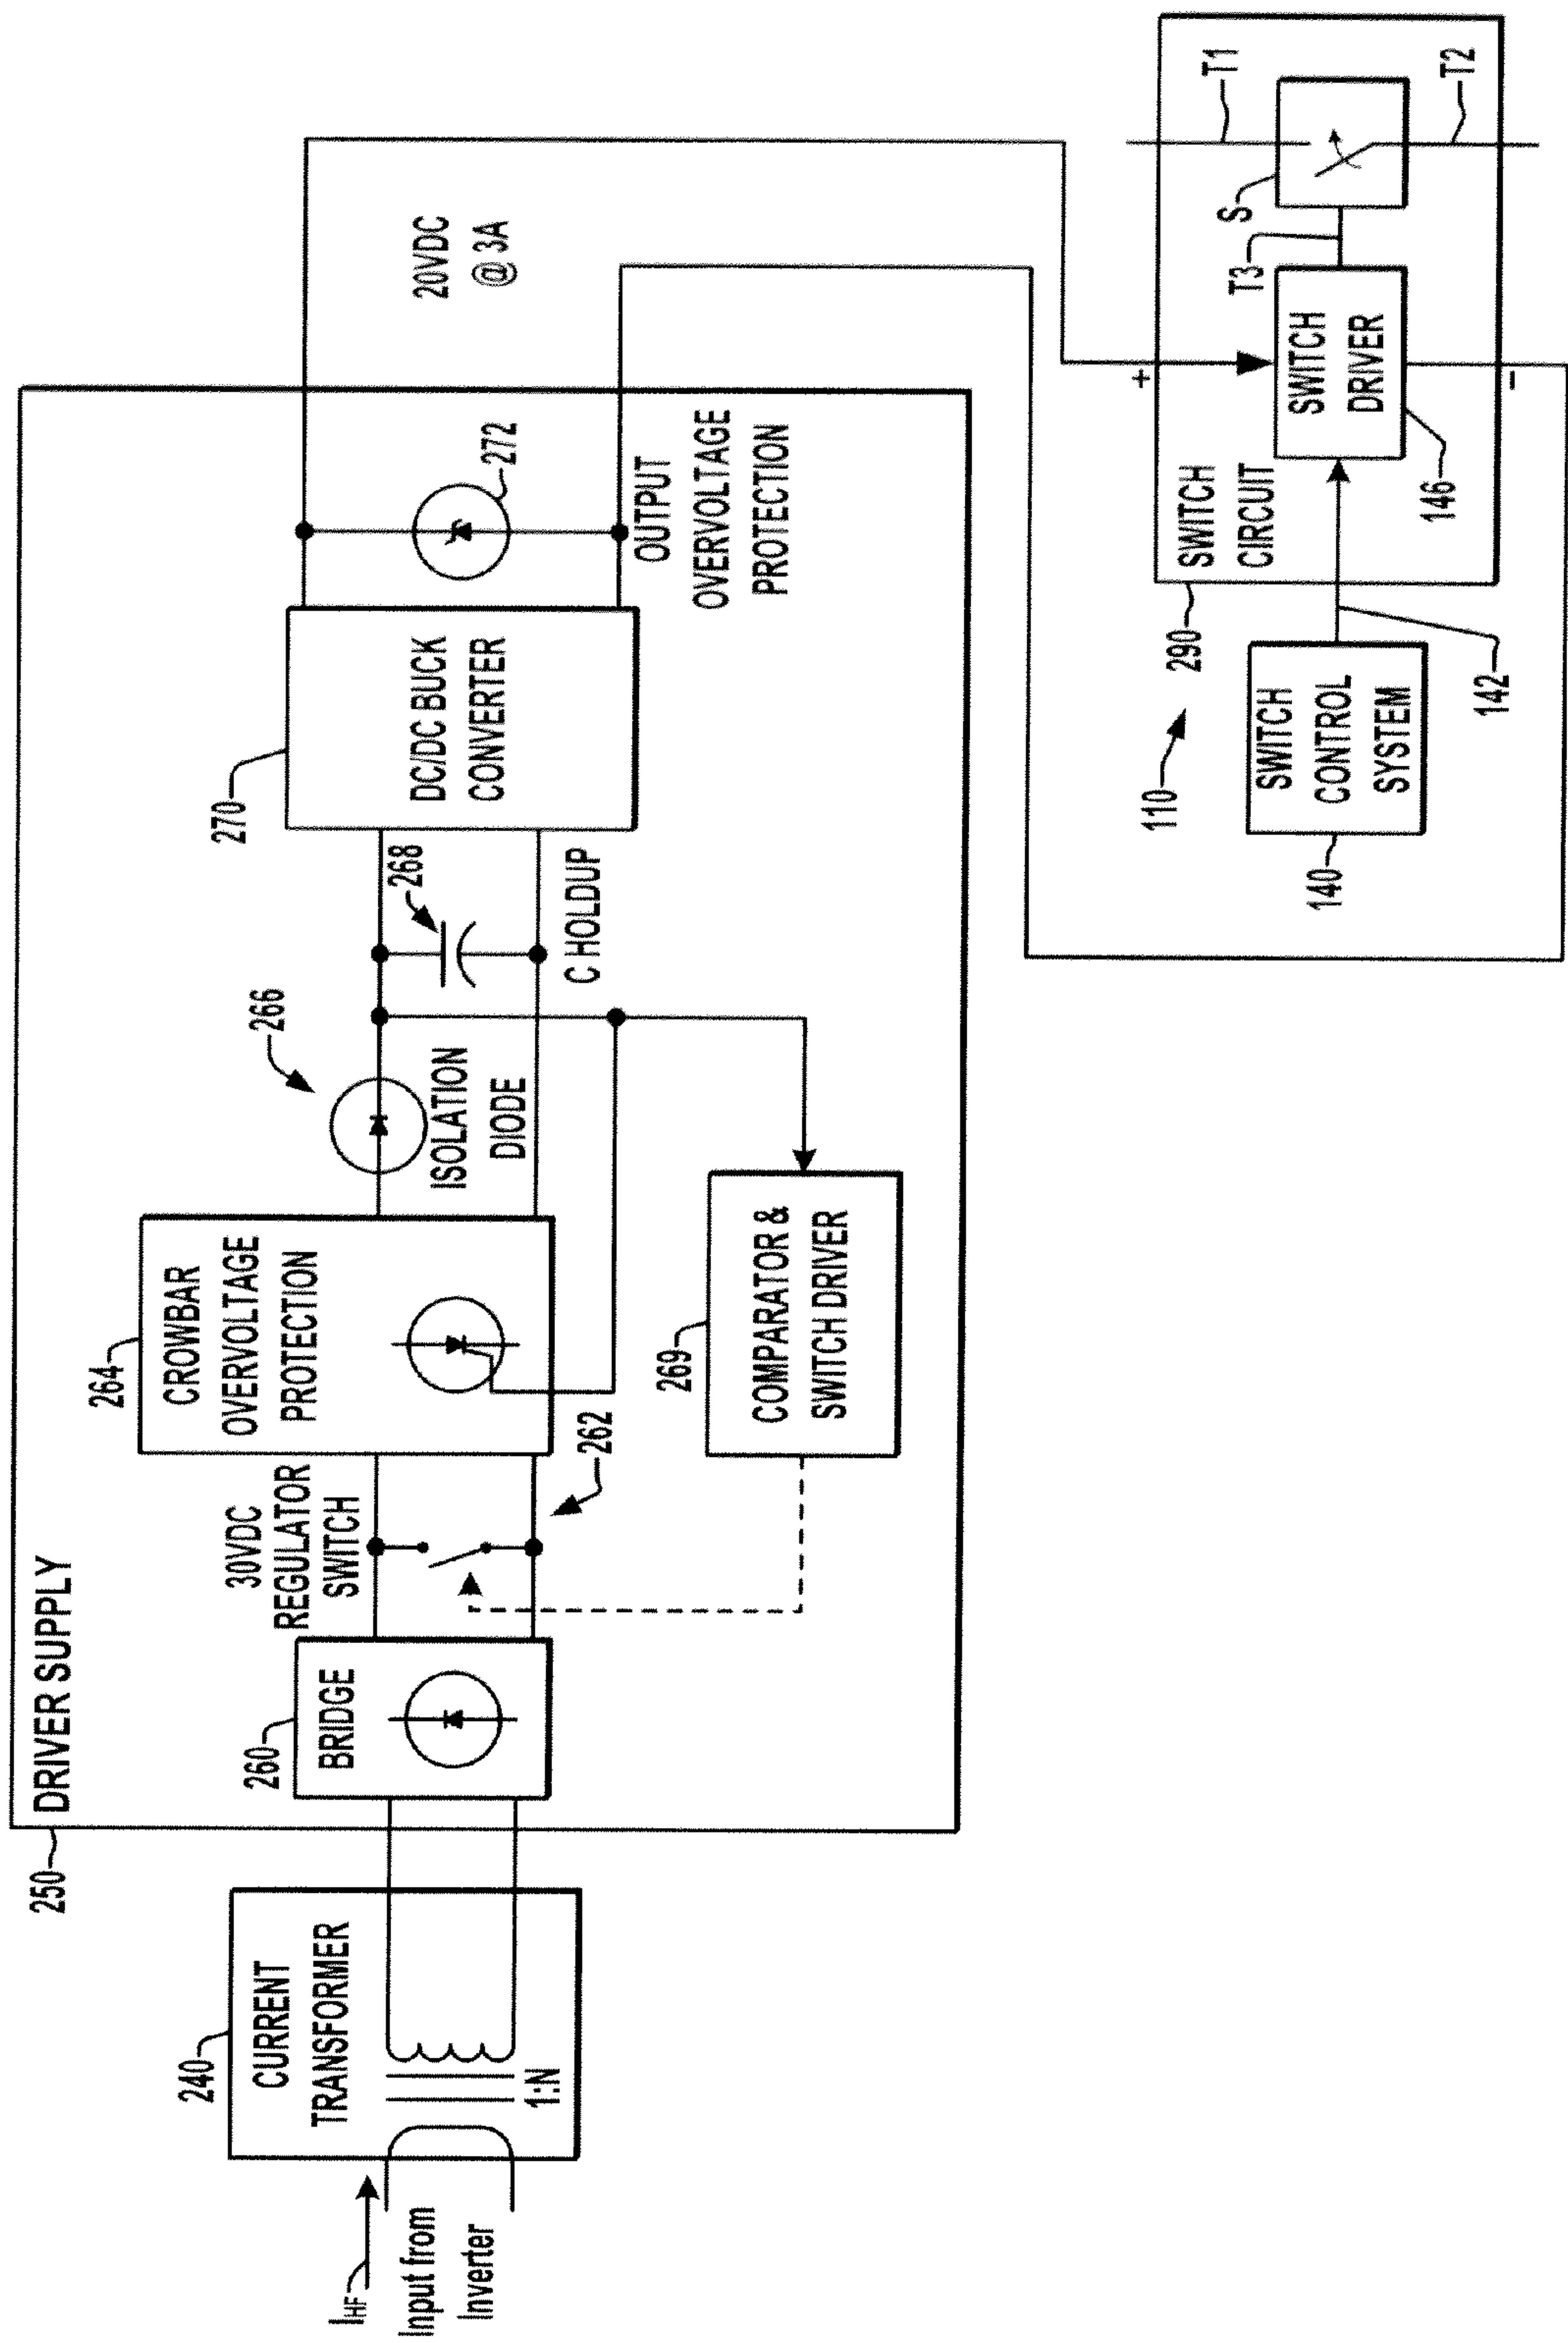 250
DRIVER SUPPLY
240
CURRENT
TRANSFORMER
1:N
IHF
Input from
Inverter
260
BRIDGE
30VDC
REGULATOR
SWITCH
262
264
CROWBAR
OVERVOLTAGE
PROTECTION
266
ISOLATION
DIODE
268
C HOLDUP
269
COMPARATOR &
SWITCH DRIVER
270
DC/DC BUCK
CONVERTER
272
OUTPUT
OVERVOLTAGE
PROTECTION
20VDC
@ 3A
110
290
SWITCH
CIRCUIT
140
SWITCH
CONTROL
SYSTEM
142
+
-
SWITCH
DRIVER
146
T3
S
T1
T2